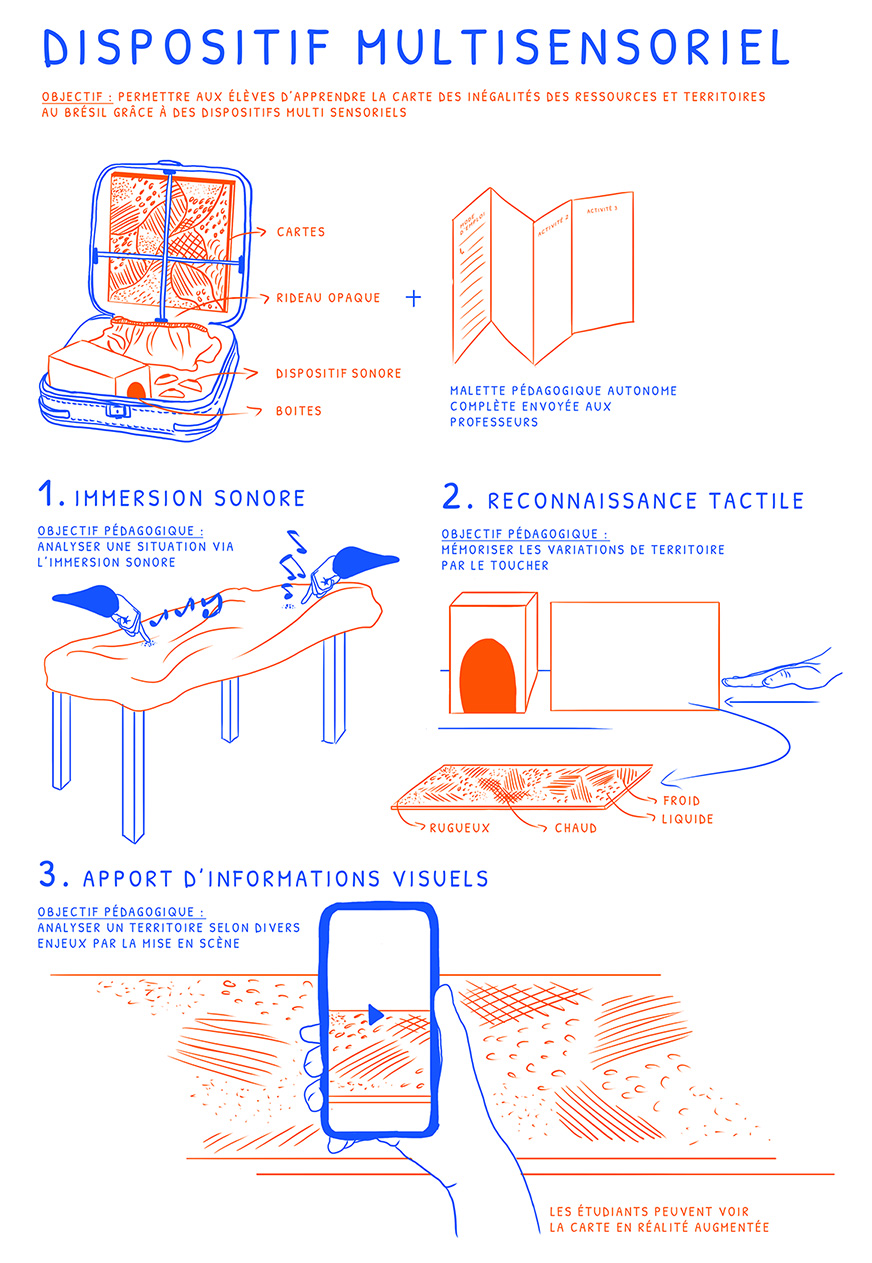 DISPOSITIF MULTISENSORIEL
OBJECTIF : PERMETTRE AUX ÉLÈVES D'APPRENDRE LA CARTE DES INÉGALITÉS DES RESSOURCES ET TERRITOIRES
AU BRÉSIL GRÂCE À DES DISPOSITIFS MULTI SENSORIELS
CARTES
RIDEAU OPAQUE
+
DISPOSITIF SONORE
BOITES
MODE
D'EMPLOI
ACTIVITÉ 2
ACTIVITÉ 3
MALETTE PÉDAGOGIQUE AUTONOME
COMPLÈTE ENVOYÉE AUX
PROFESSEURS
1. IMMERSION SONORE
OBJECTIF PÉDAGOGIQUE :
ANALYSER UNE SITUATION VIA
L'IMMERSION SONORE
2. RECONNAISSANCE TACTILE
OBJECTIF PÉDAGOGIQUE :
MÉMORISER LES VARIATIONS DE TERRITOIRE
PAR LE TOUCHER
FROID
LIQUIDE
CHAUD
RUGUEUX
3. APPORT D'INFORMATIONS VISUELS
OBJECTIF PÉDAGOGIQUE :
ANALYSER UN TERRITOIRE SELON DIVERS
ENJEUX PAR LA MISE EN SCÈNE
LES ÉTUDIANTS PEUVENT VOIR
LA CARTE EN RÉALITÉ AUGMENTÉE